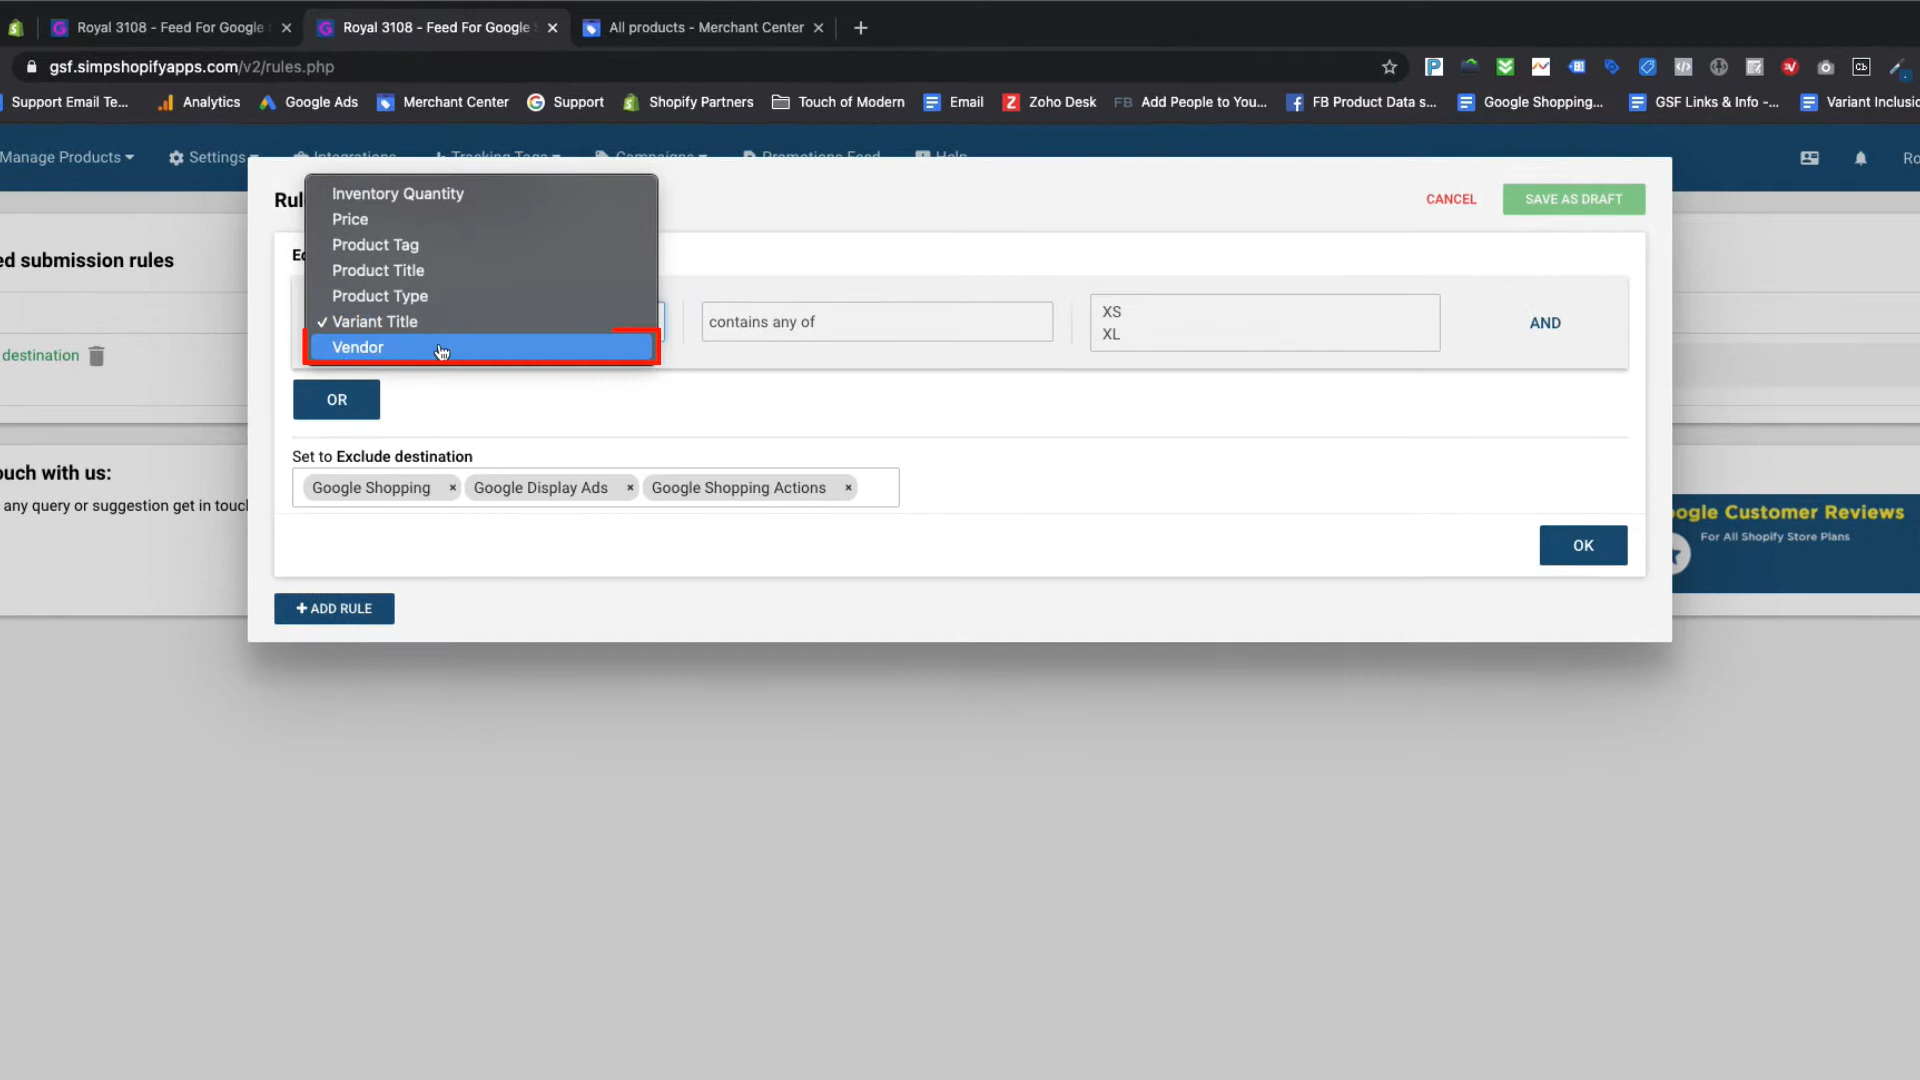 Royal 3108 - Feed For Google
Royal 3108 - Feed For Google
All products - Merchant Center
gsf.simpshopifyapps.com/v2/rules.php
Support Email Te...
Analytics
Google Ads
Merchant Center
Support
Shopify Partners
Touch of Modern
Email
Zoho Desk
FB Add People to You...
FB Product Data s...
Google Shopping...
GSF Links & Info -...
Variant Inclusio
Manage Products
Settings
Integrations
Tracking Tags
Campaigns
Promotions Feed
Help
Ro
Rul
CANCEL
SAVE AS DRAFT
Inventory Quantity
Price
Product Tag
Product Title
Product Type
✓ Variant Title
Vendor
ed submission rules
destination
contains any of
XS
XL
AND
OR
Set to Exclude destination
Google Shopping ×
Google Display Ads ×
Google Shopping Actions ×
OK
+ ADD RULE
ouch with us:
any query or suggestion get in touc
ogle Customer Reviews
For All Shopify Store Plans